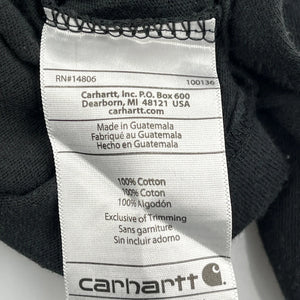 RN#14806 100136
Carhartt, Inc. P.O. Box 600
Dearborn, MI 48121 USA
carhartt.com
Made in Guatemala
Fabriqué au Guatemala
Hecho en Guatemala
100% Cotton
100% Coton
100% Algodón
Exclusive of Trimming
Sans garniture
Sin incluir adorno
carhartt